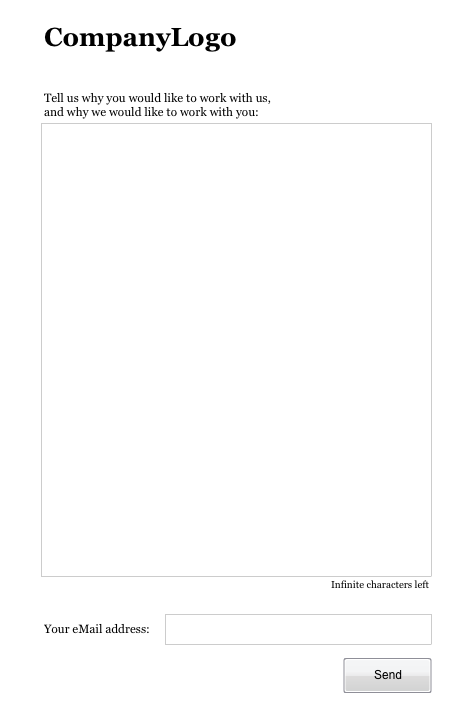 CompanyLogo
Tell us why you would like to work with us,
and why we would like to work with you:
Infinite characters left
Your eMail address:
Send